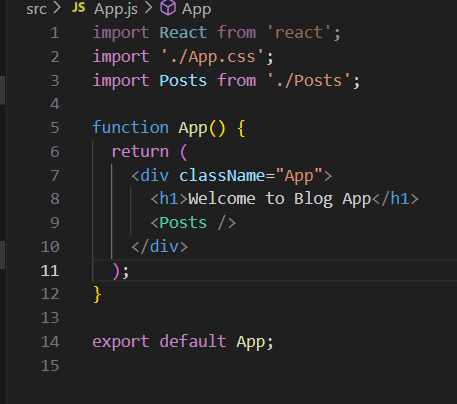 src > JS App.js > App
1 import React from 'react';
2 import './App.css';
3 import Posts from './Posts';
4
5 function App() {
6   return (
7     <div className="App">
8       <h1>Welcome to Blog App</h1>
9       <Posts />
10     </div>
11   );
12 }
13
14 export default App;
15